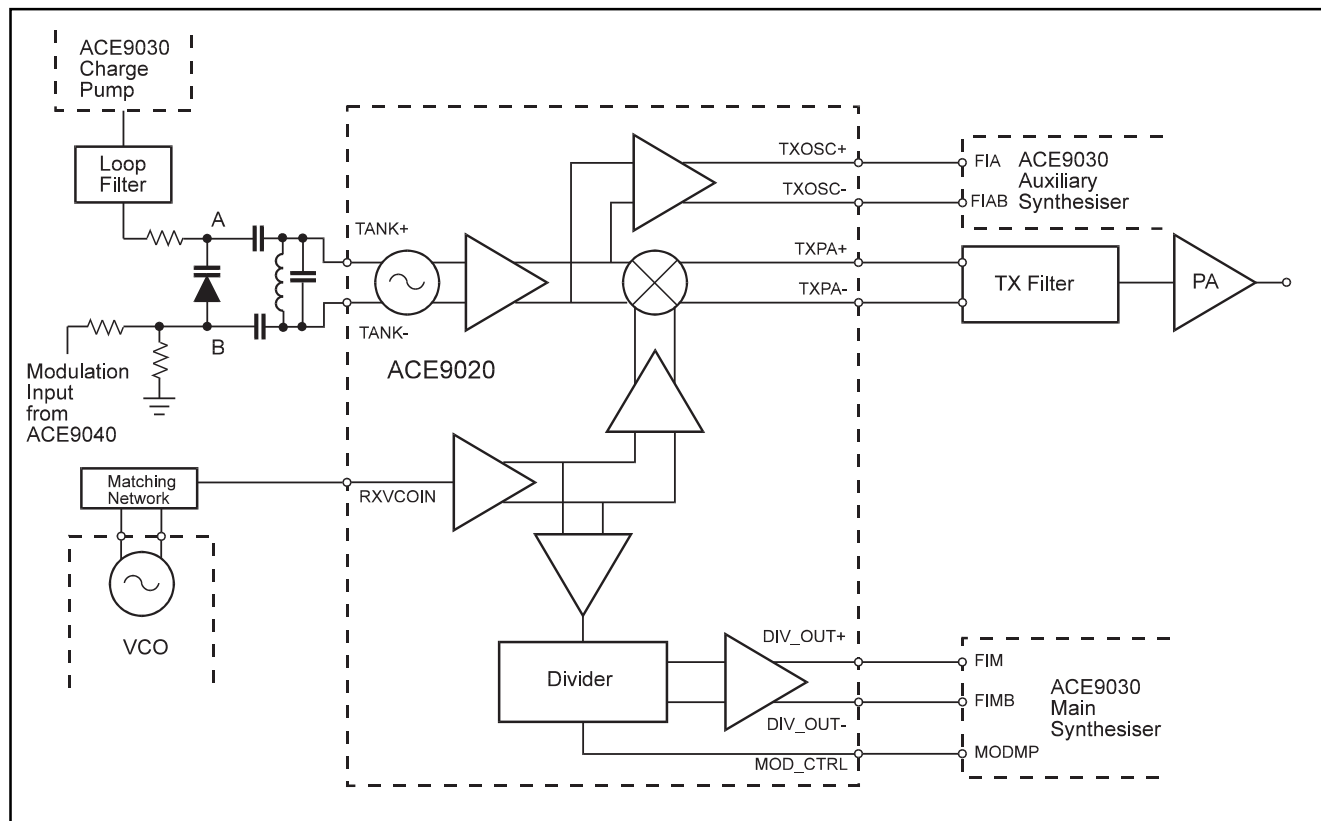 ACE9030
Charge
Pump
Loop
Filter
A
B
Modulation
Input
from
ACE9040
TANK+
TANK-
ACE9020
TXOSC+
TXOSC-
TXPA+
TXPA-
FIA
FIAB
ACE9030
Auxiliary
Synthesiser
TX Filter
PA
Matching
Network
RXVCOIN
VCO
Divider
DIV_OUT+
DIV_OUT-
MOD_CTRL
FIM
FIMB
MODMP
ACE9030
Main
Synthesiser